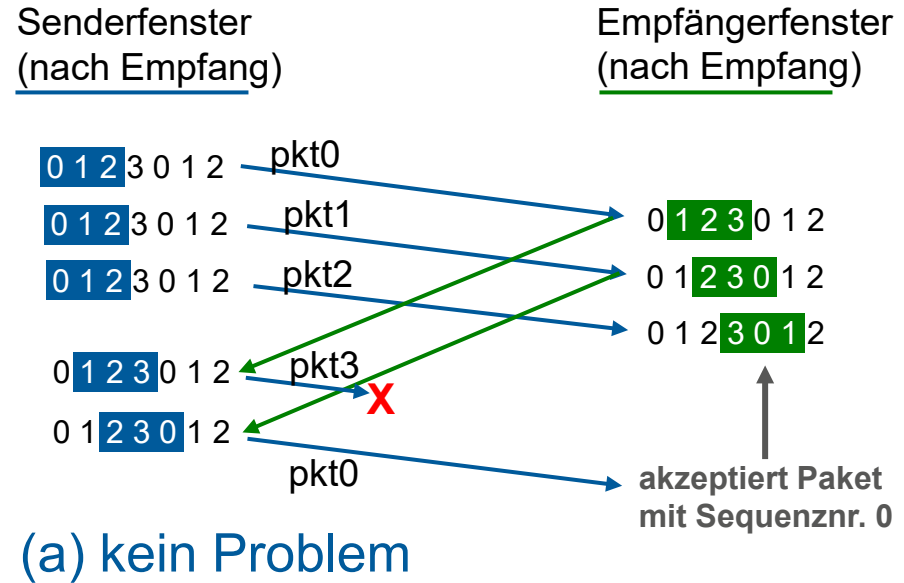 Senderfenster
(nach Empfang)
Empfängerfenster
(nach Empfang)
0 1 2 3 0 1 2
pkt0
0 1 2 3 0 1 2
0 1 2 3 0 1 2
pkt1
0 1 2 3 0 1 2
0 1 2 3 0 1 2
pkt2
0 1 2 3 0 1 2
0 1 2 3 0 1 2
pkt3
X
0 1 2 3 0 1 2
pkt0
akzeptiert Paket
mit Sequenznr. 0
(a) kein Problem